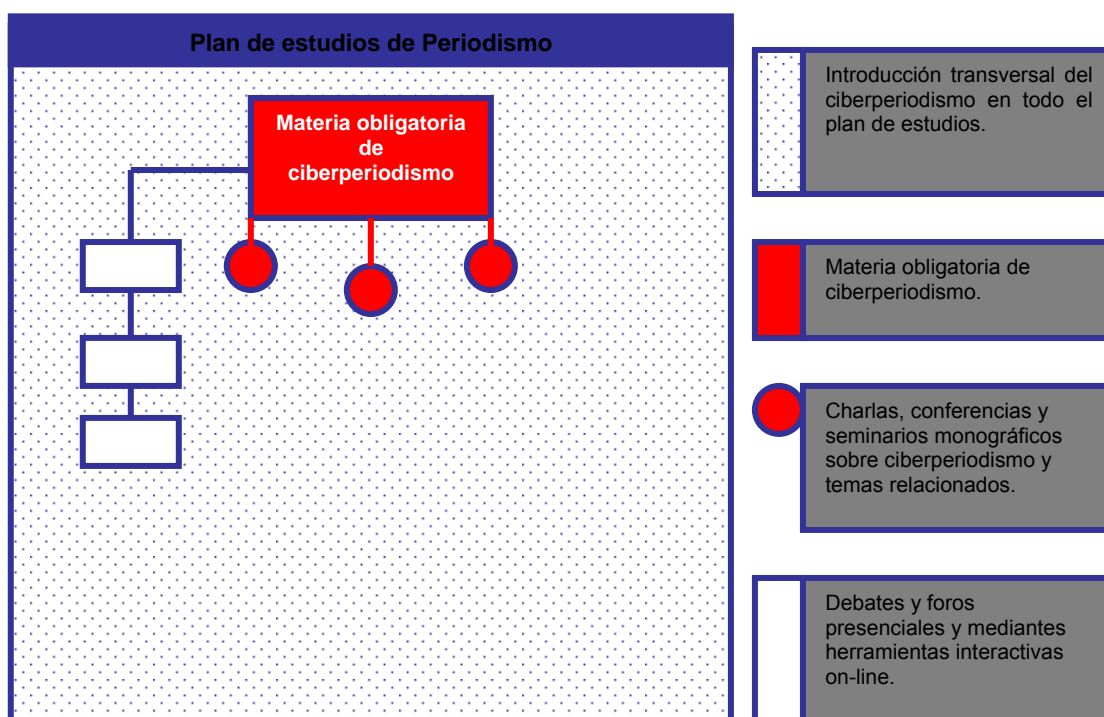 Plan de estudios de Periodismo
Materia obligatoria
de
ciberperiodismo
Introducción transversal del
ciberperiodismo en todo el
plan de estudios.
Materia obligatoria de
ciberperiodismo.
Charlas, conferencias y
seminarios monográficos
sobre ciberperiodismo y
temas relacionados.
Debates y foros
presenciales y mediantes
herramientas interactivas
on-line.